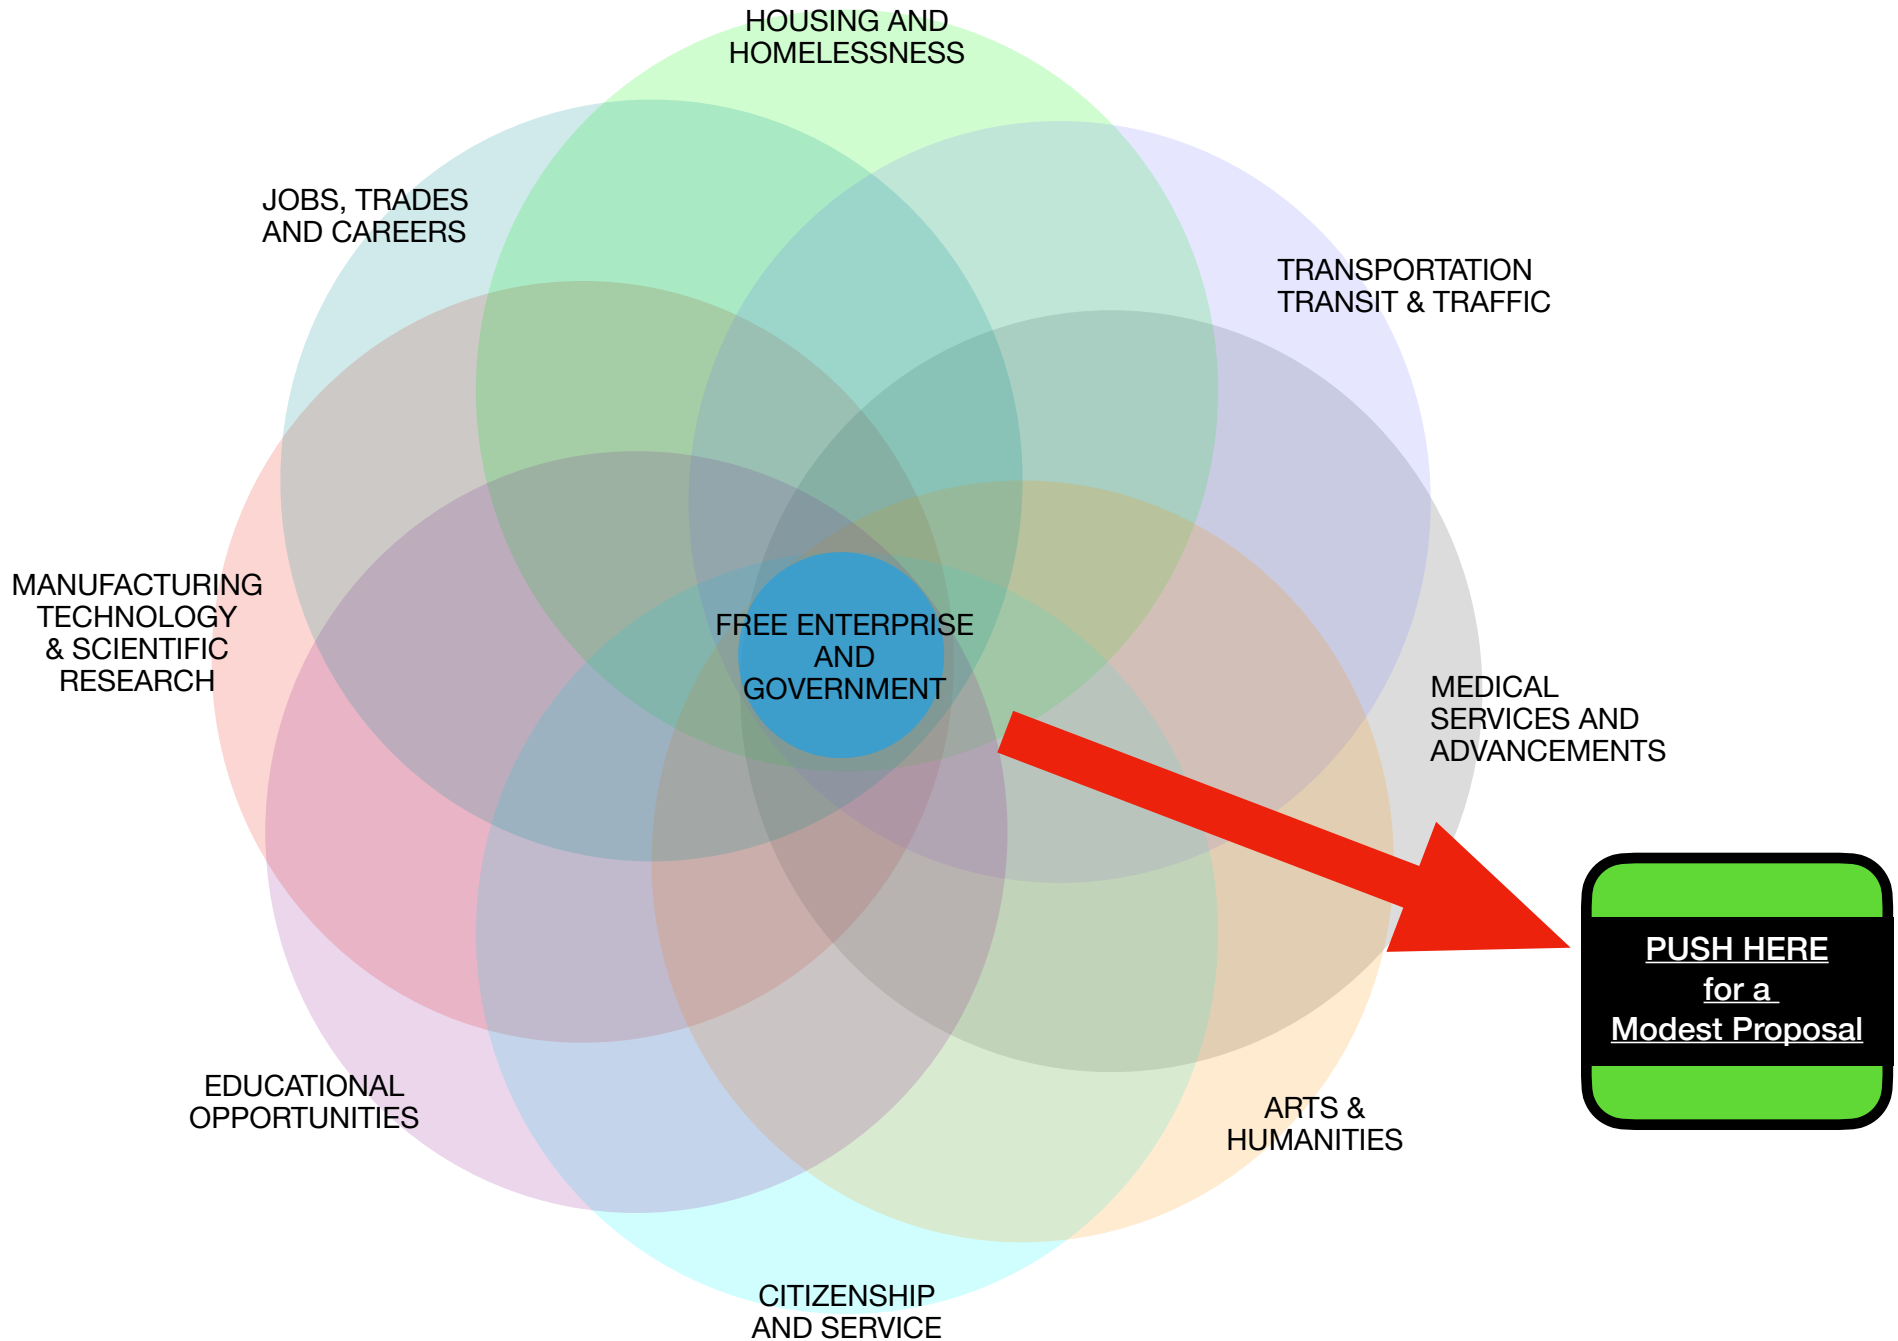 HOUSING AND
HOMELESSNESS
JOBS, TRADES
AND CAREERS
TRANSPORTATION
TRANSIT & TRAFFIC
MANUFACTURING
TECHNOLOGY
& SCIENTIFIC
RESEARCH
FREE ENTERPRISE
AND
GOVERNMENT
MEDICAL
SERVICES AND
ADVANCEMENTS
PUSH HERE
for a
Modest Proposal
EDUCATIONAL
OPPORTUNITIES
ARTS &
HUMANITIES
CITIZENSHIP
AND SERVICE